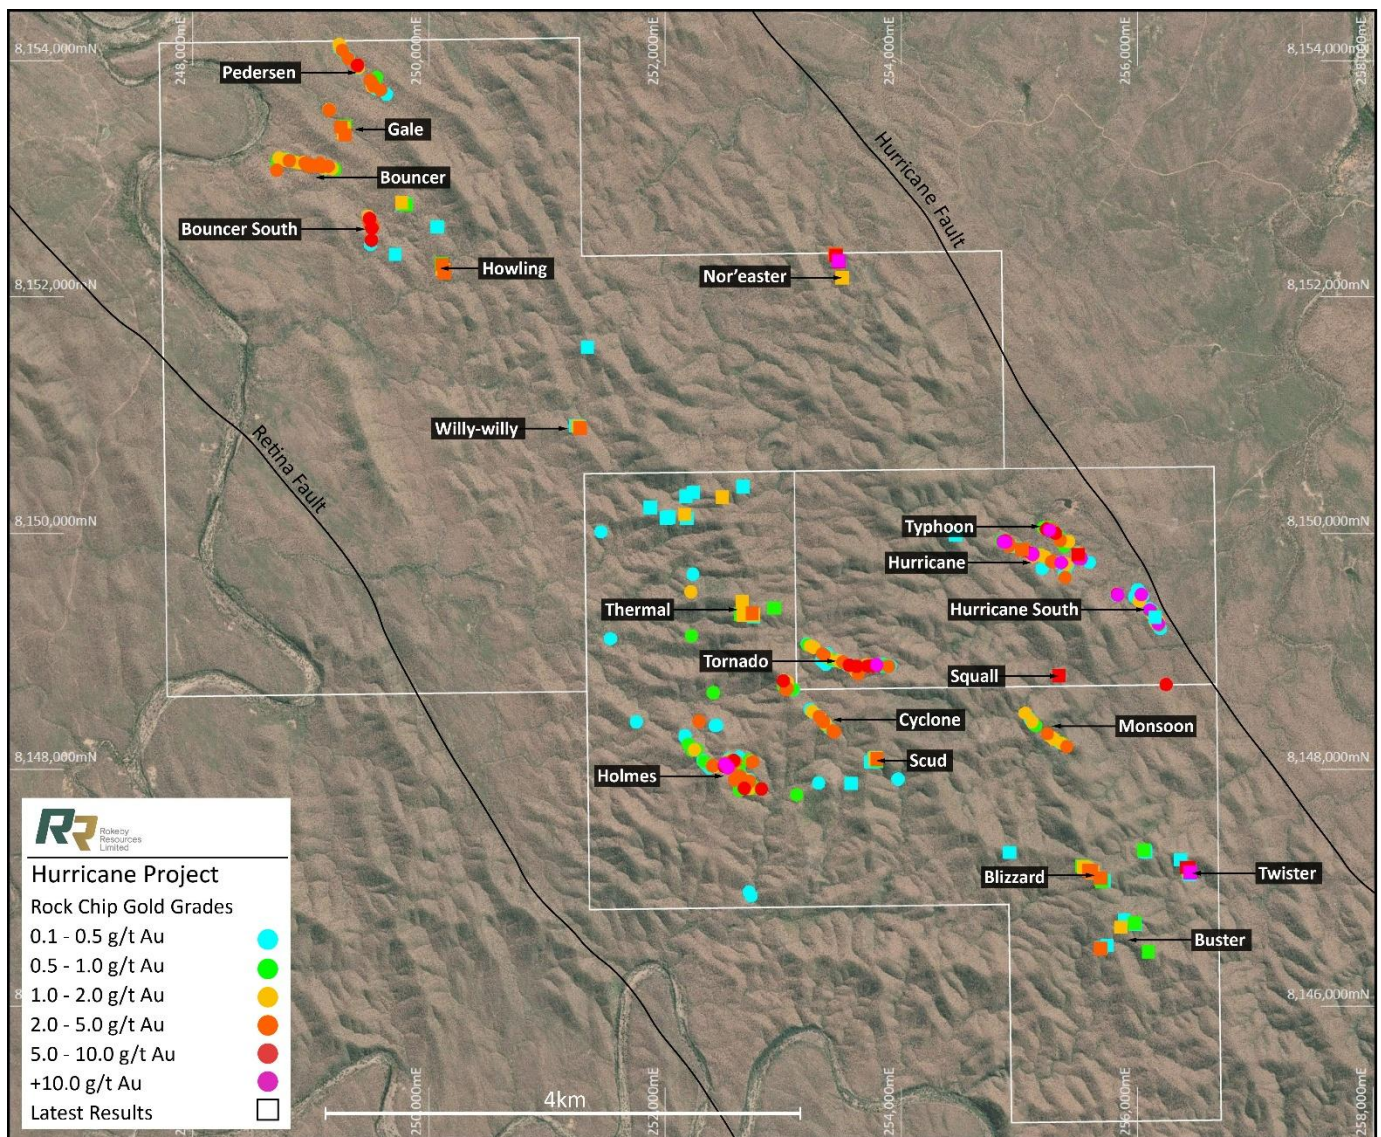 8,154,000mN
248,000mE
250,000mE
252,000mE
254,000mE
256,000mE
258,000mE
8,154,000mN
Pedersen
Gale
Hurricane Fault
Bouncer
Bouncer South
Howling
Nor'easter
8,152,000mN
8,152,000mN
Willy-willy
Retina Fault
8,150,000mN
Typhoon
8,150,000mN
Hurricane
Thermal
Hurricane South
Tornado
Squall
Cyclone
Monsoon
8,148,000mN
Scud
8,148,000mN
Holmes
RR
Rokeby
Resources
Limited
Hurricane Project
Rock Chip Gold Grades
0.1 - 0.5 g/t Au
0.5 - 1.0 g/t Au
1.0 - 2.0 g/t Au
2.0 - 5.0 g/t Au
5.0 - 10.0 g/t Au
+10.0 g/t Au
Latest Results
Blizzard
Twister
Buster
8,146,000mN
4km
250,000mE
252,000mE
254,000mE
256,000mE
258,000mE